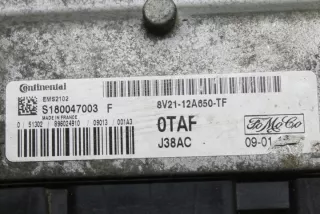 Continental
EMS2102
S180047003 F
MADE IN FRANCE
8V21-12A650-TF
0TAF
J38AC
FoMoCo
09-01